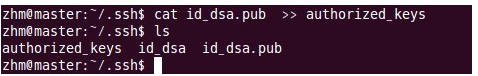 zhm@master:~/.ssh$ cat id_dsa.pub  >> authorized_keys
zhm@master:~/.ssh$ ls
authorized_keys  id_dsa  id_dsa.pub
zhm@master:~/.ssh$